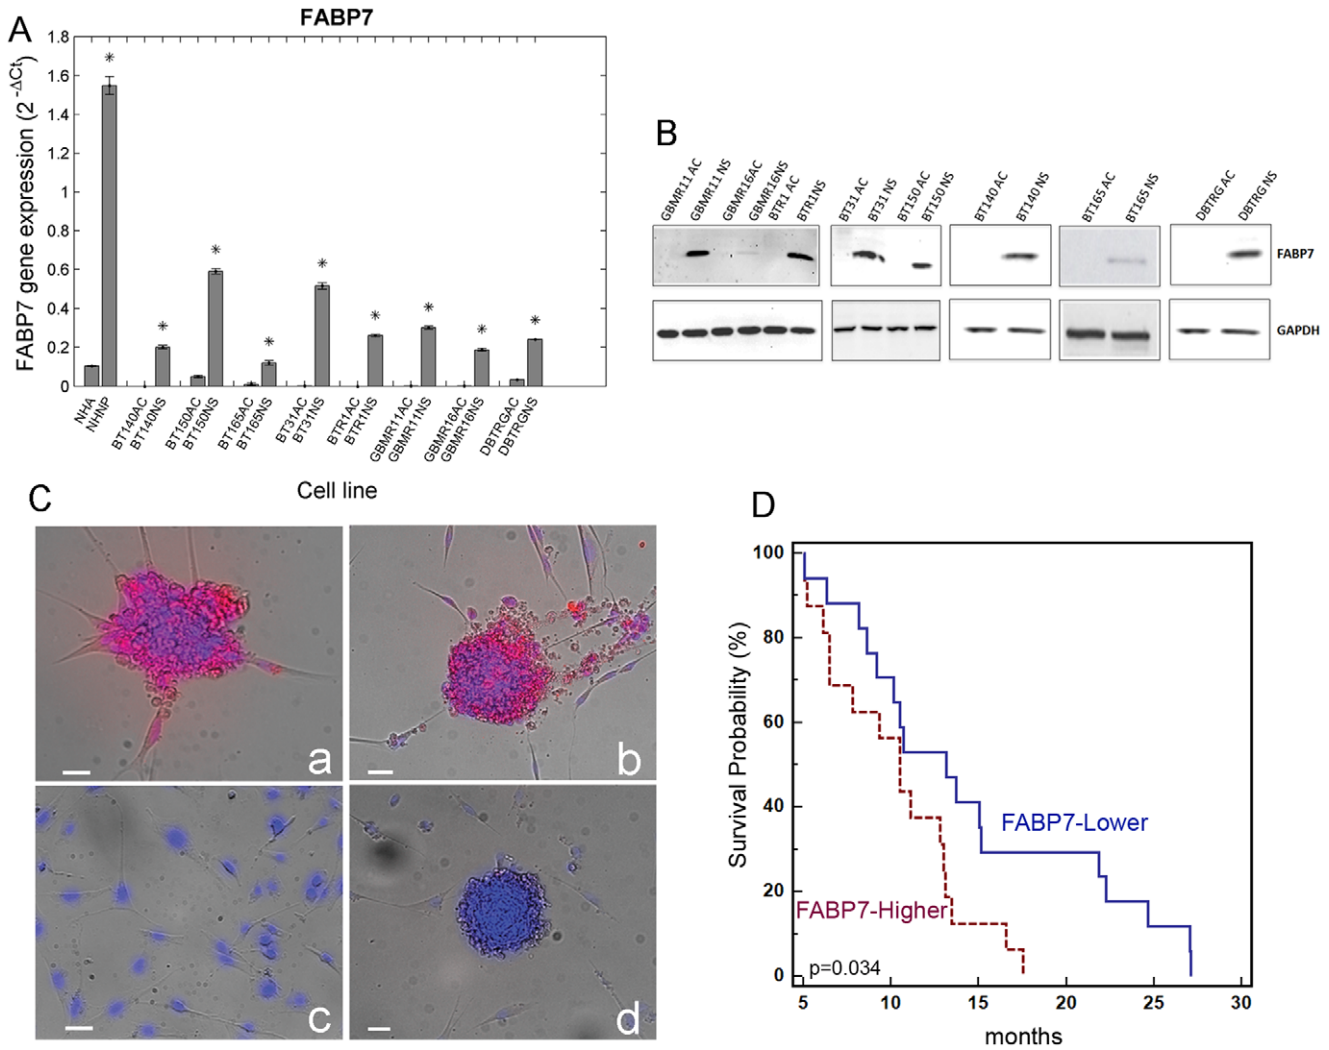 A
FABP7
FABP7 gene expression (2^-ΔCt)
1.8
1.6
1.4
1.2
1
0.8
0.6
0.4
0.2
0
* * * * * * * * *
NHA
NHNP
BT140AC
BT140NS
BT150AC
BT150NS
BT165AC
BT165NS
BT31AC
BT31NS
BTR1AC
BTR1NS
GBMR11AC
GBMR11NS
GBMR16AC
GBMR16NS
DBTRGAC
DBTRGNS
Cell line
B
GBMR11 AC
GBMR11 NS
GBMR16AC
GBMR16NS
BTR1 AC
BTR1NS
BT31 AC
BT31 NS
BT150 AC
BT150 NS
BT140 AC
BT140 NS
BT165 AC
BT165 NS
DBTRG AC
DBTRG NS
FABP7
GAPDH
C
a
b
c
d
D
Survival Probability (%)
100
80
60
40
20
0
FABP7-Lower
FABP7-Higher
p=0.034
5 10 15 20 25 30
months